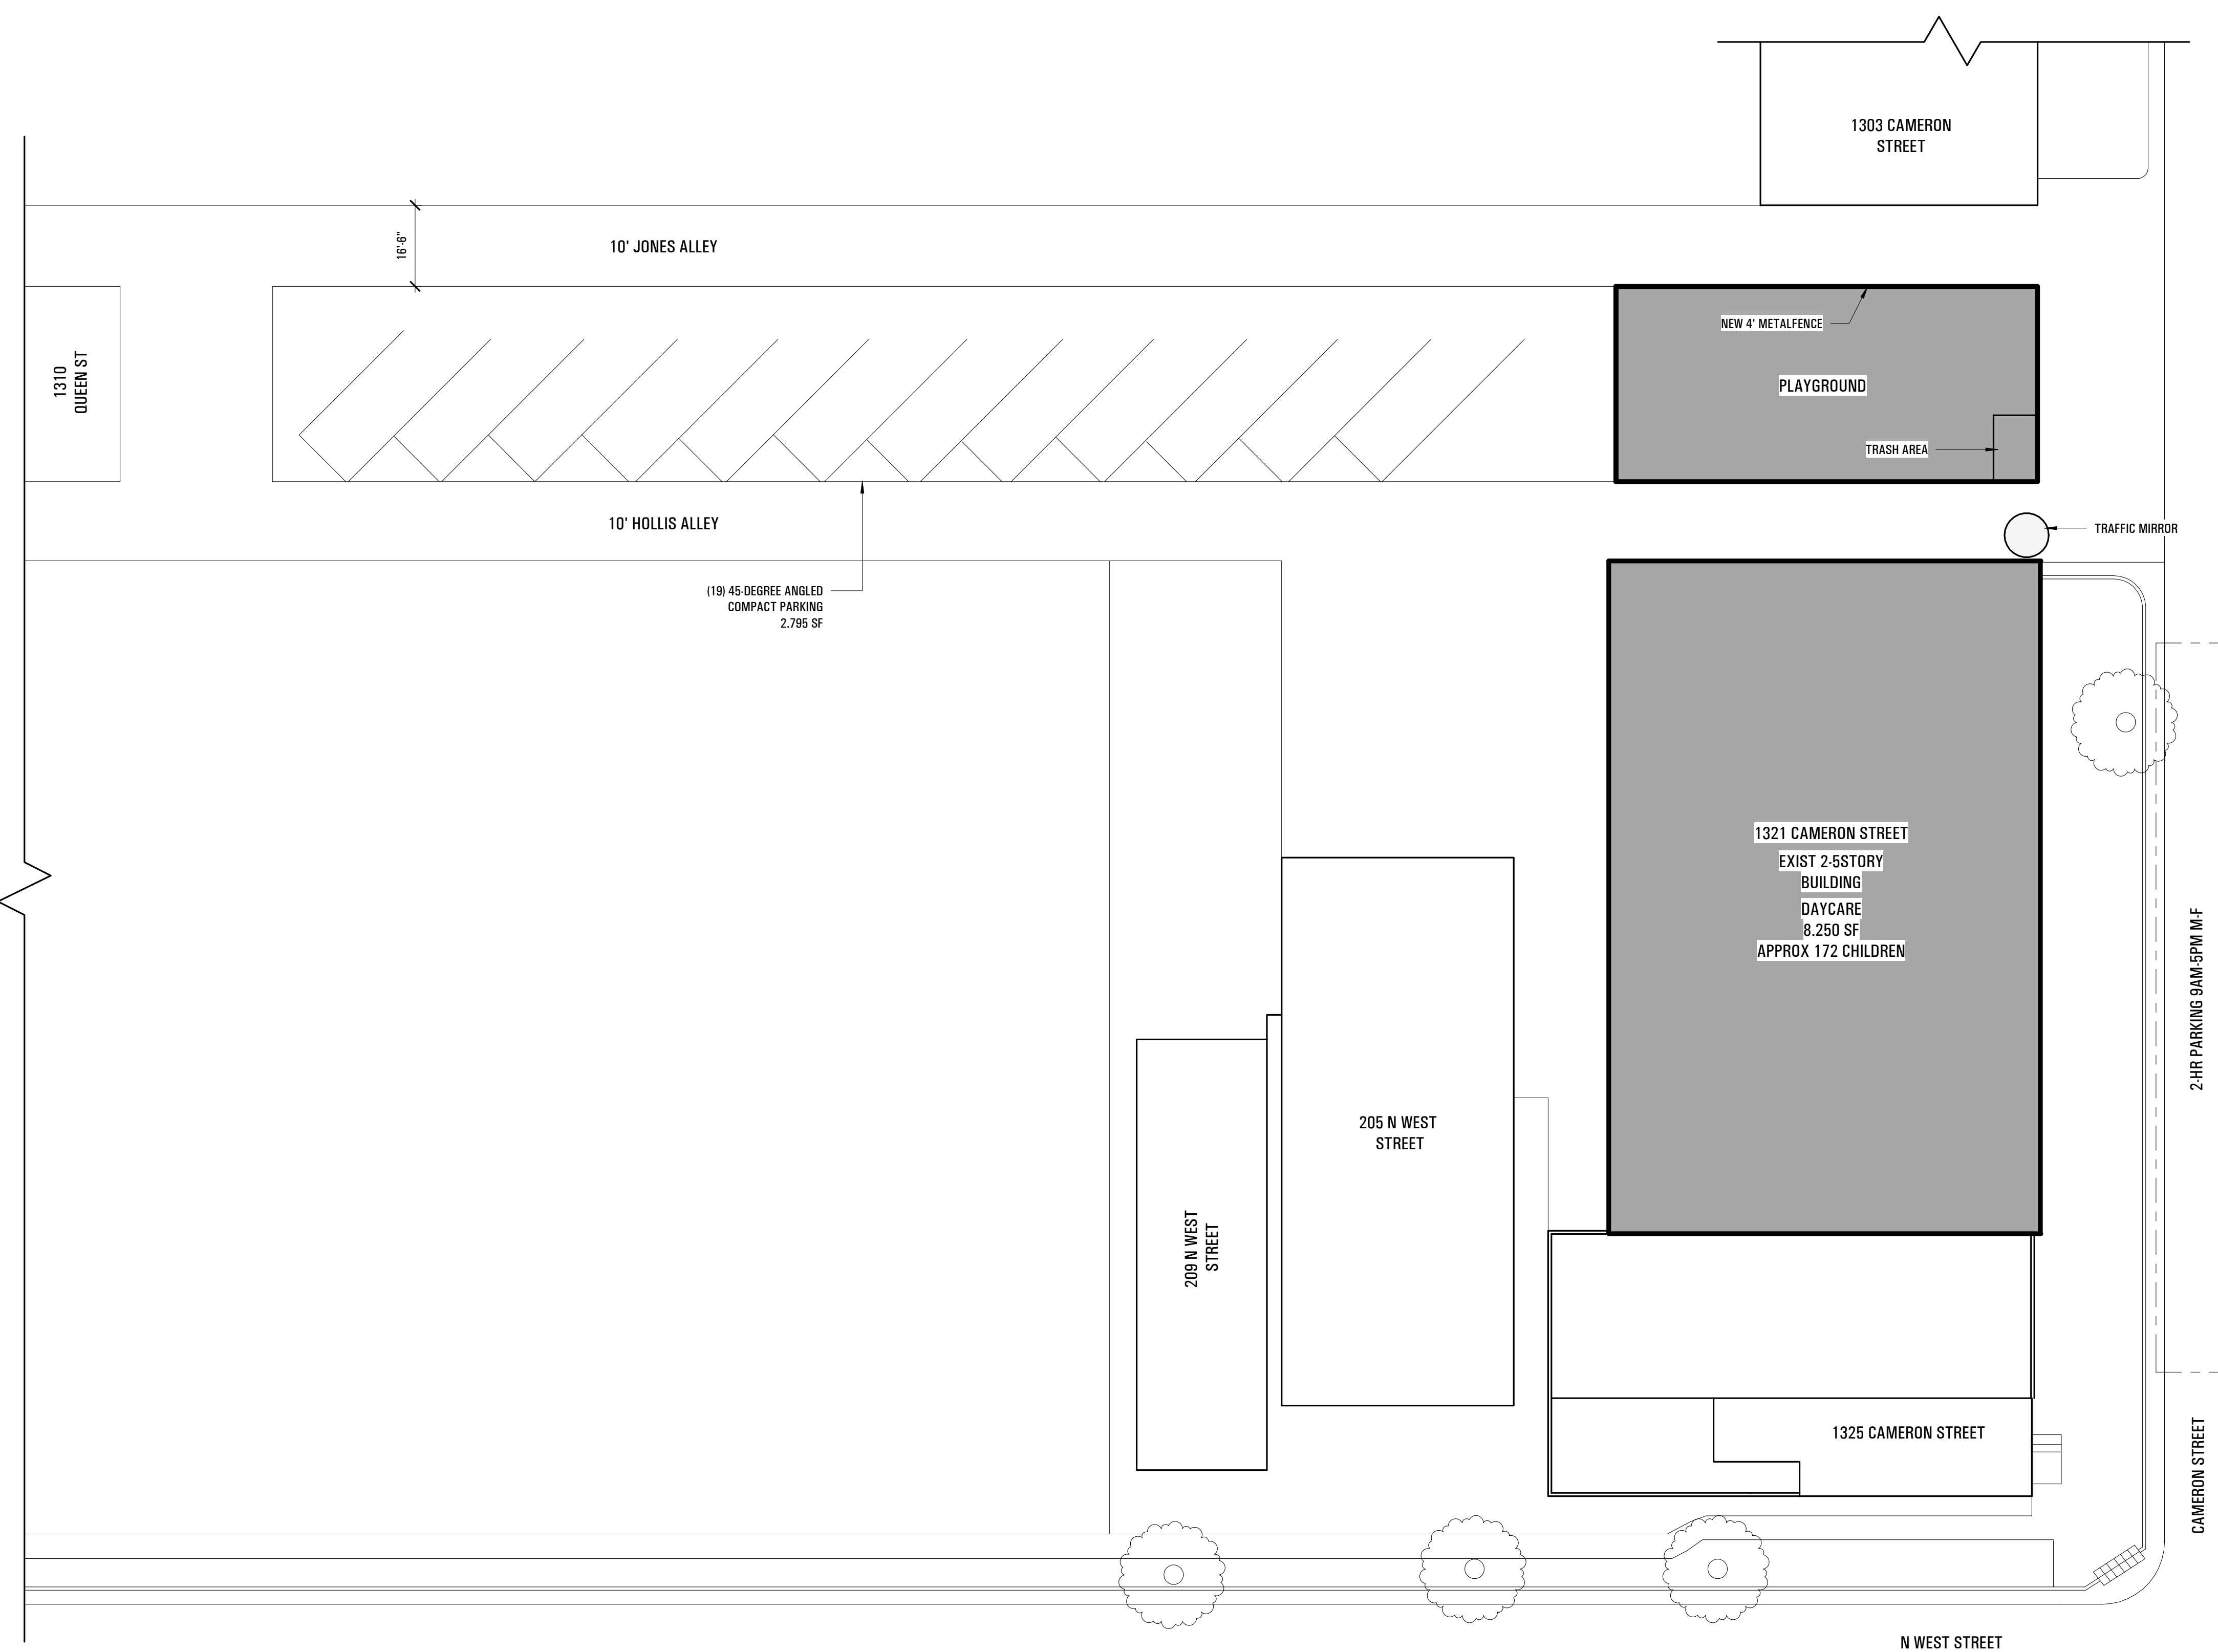 1303 CAMERON
STREET
16'-6"
10' JONES ALLEY
NEW 4' METALFENCE
1310
QUEEN ST
PLAYGROUND
TRASH AREA
10' HOLLIS ALLEY
TRAFFIC MIRROR
(19) 45-DEGREE ANGLED
COMPACT PARKING
2.795 SF
1321 CAMERON STREET
EXIST 2-5STORY
BUILDING
DAYCARE
8.250 SF
APPROX 172 CHILDREN
2-HR PARKING 9AM-5PM M-F
205 N WEST
STREET
209 N WEST
STREET
1325 CAMERON STREET
CAMERON STREET
N WEST STREET